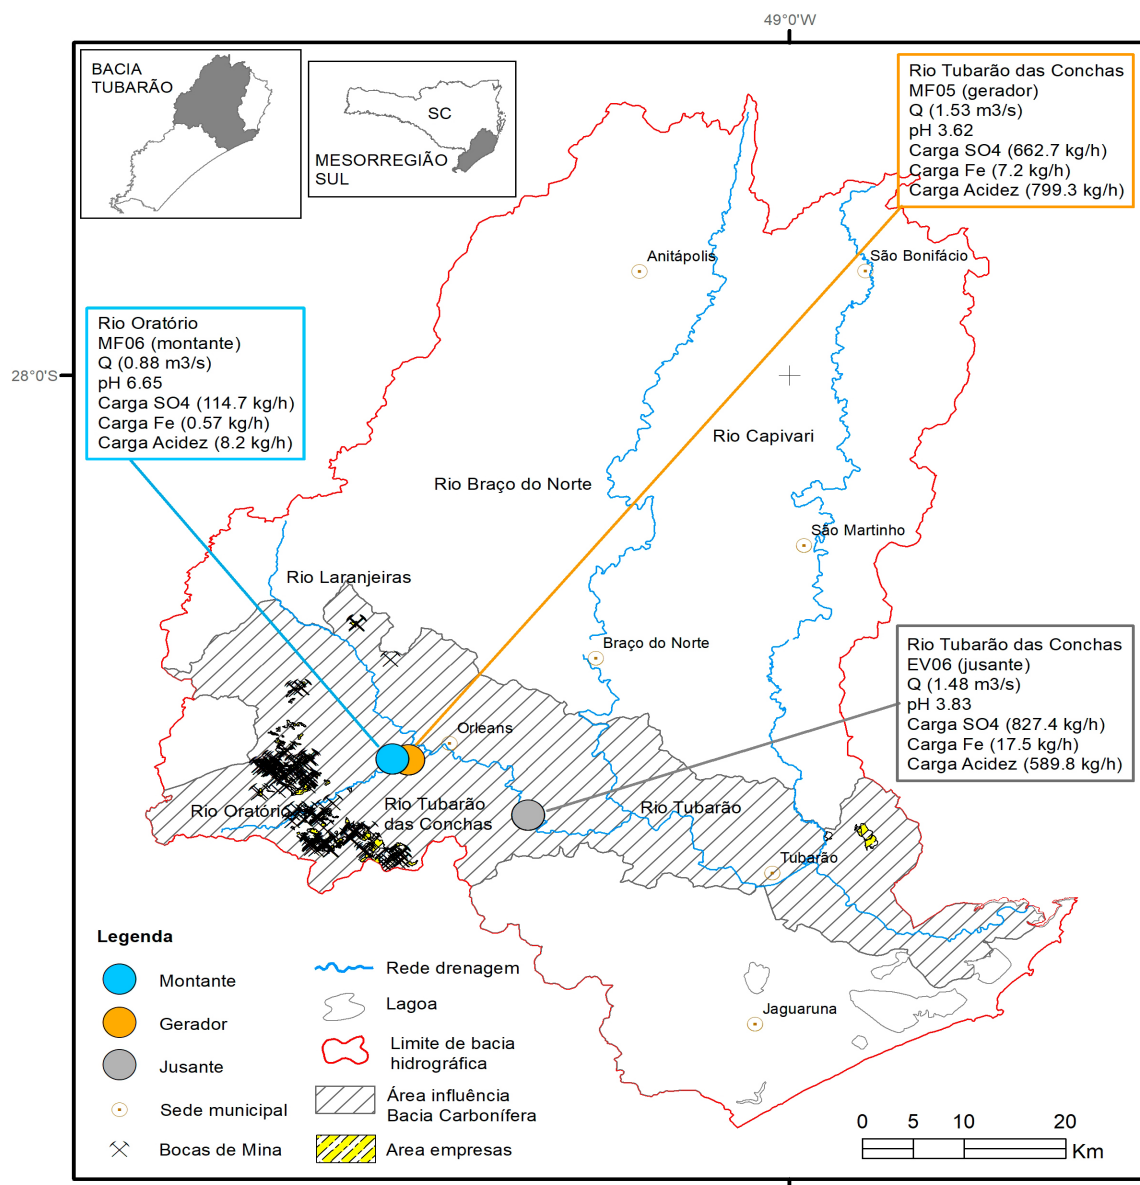 49°0'W
BACIA
TUBARÃO
SC
MESORREGIÃO
SUL
Rio Tubarão das Conchas
MF05 (gerador)
Q (1.53 m3/s)
pH 3.62
Carga SO4 (662.7 kg/h)
Carga Fe (7.2 kg/h)
Carga Acidez (799.3 kg/h)
Anitápolis
São Bonifácio
Rio Oratório
MF06 (montante)
Q (0.88 m3/s)
pH 6.65
Carga SO4 (114.7 kg/h)
Carga Fe (0.57 kg/h)
Carga Acidez (8.2 kg/h)
28°0'S
Rio Capivari
Rio Braço do Norte
São Martinho
Rio Laranjeiras
Braço do Norte
Rio Tubarão das Conchas
EV06 (jusante)
Q (1.48 m3/s)
pH 3.83
Carga SO4 (827.4 kg/h)
Carga Fe (17.5 kg/h)
Carga Acidez (589.8 kg/h)
Orleans
Rio Oratório
Rio Tubarão
das Conchas
Rio Tubarão
Tubarão
Jaguaruna
Legenda
Montante
Gerador
Jusante
Sede municipal
Bocas de Mina
Rede drenagem
Lagoa
Limite de bacia
hidrográfica
Área influência
Bacia Carbonífera
Area empresas
0 5 10 20
Km